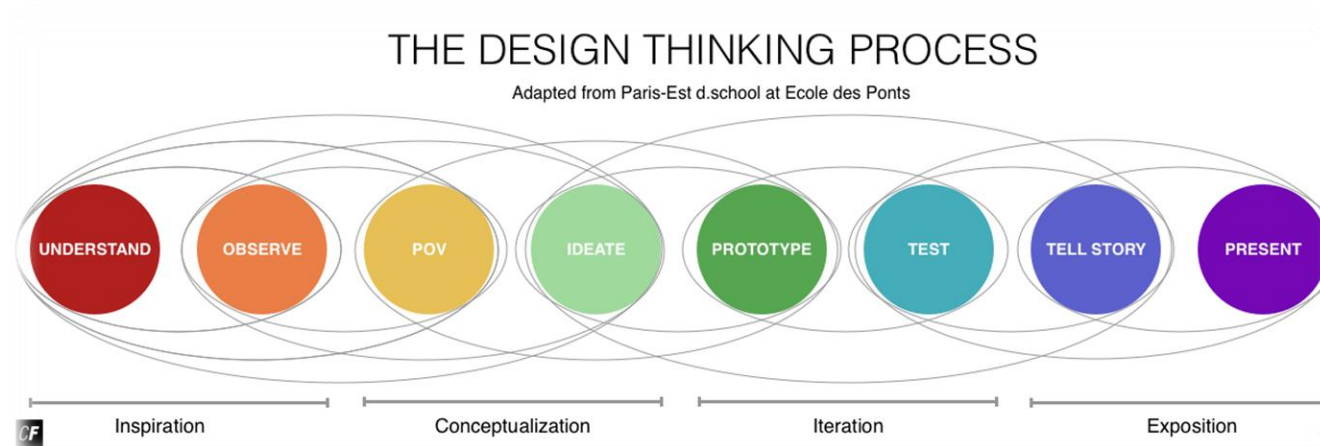 THE DESIGN THINKING PROCESS
Adapted from Paris-Est d.school at Ecole des Ponts
UNDERSTAND
OBSERVE
POV
IDEATE
PROTOTYPE
TEST
TELL STORY
PRESENT
Inspiration
Conceptualization
Iteration
Exposition
CF